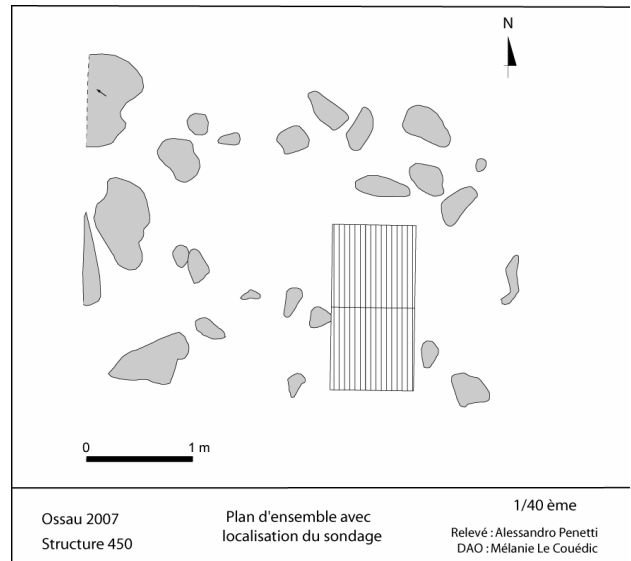 N
0 1 m
Ossau 2007
Structure 450
Plan d'ensemble avec
localisation du sondage
1/40 ème
Relevé : Alessandro Penetti
DAO : Mélanie Le Couédic